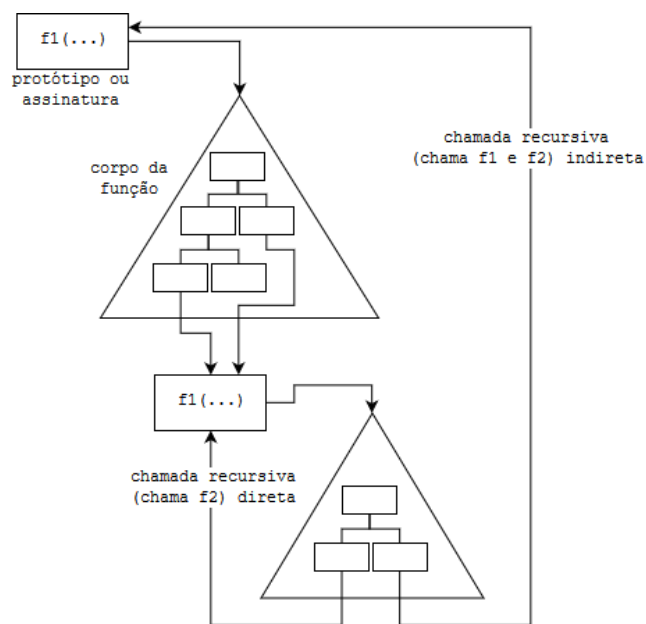 f1(...)
protótipo ou
assinatura
chamada recursiva
(chama f1 e f2) indireta
corpo da
função
f1(...)
chamada recursiva
(chama f2) direta